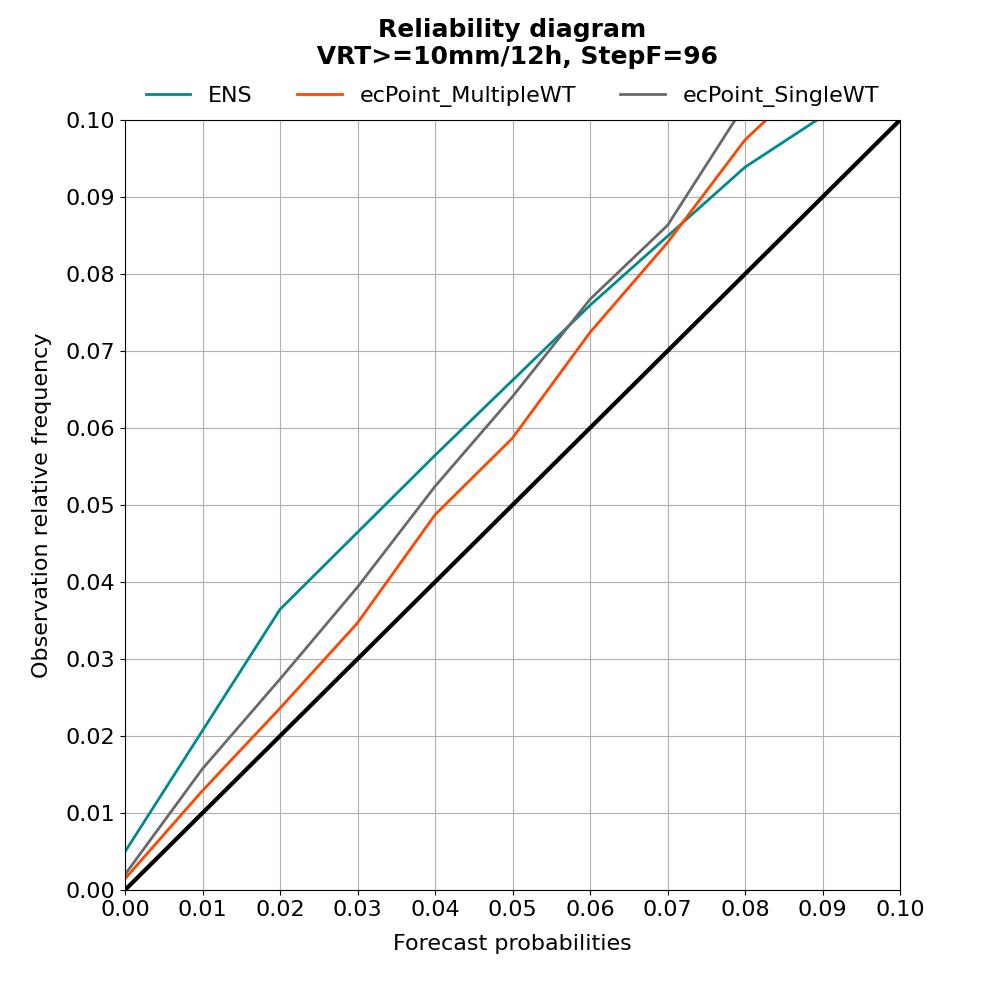 Reliability diagram
VRT>=10mm/12h, StepF=96
ENS ecPoint_MultipleWT ecPoint_SingleWT
0.10
0.09
0.08
0.07
0.06
0.05
0.04
0.03
0.02
0.01
0.00
Observation relative frequency
0.00 0.01 0.02 0.03 0.04 0.05 0.06 0.07 0.08 0.09 0.10
Forecast probabilities